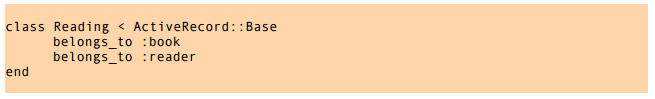 class Reading < ActiveRecord::Base
      belongs_to :book
      belongs_to :reader
end